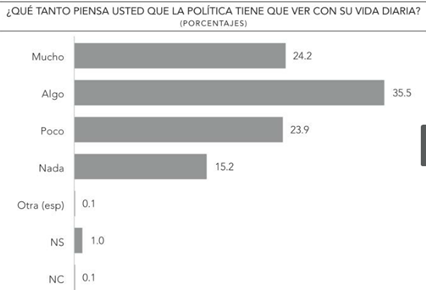 ¿QUÉ TANTO PIENSA USTED QUE LA POLÍTICA TIENE QUE VER CON SU VIDA DIARIA?
(PORCENTAJES)
Mucho 24.2
Algo 35.5
Poco 23.9
Nada 15.2
Otra (esp) 0.1
NS 1.0
NC 0.1